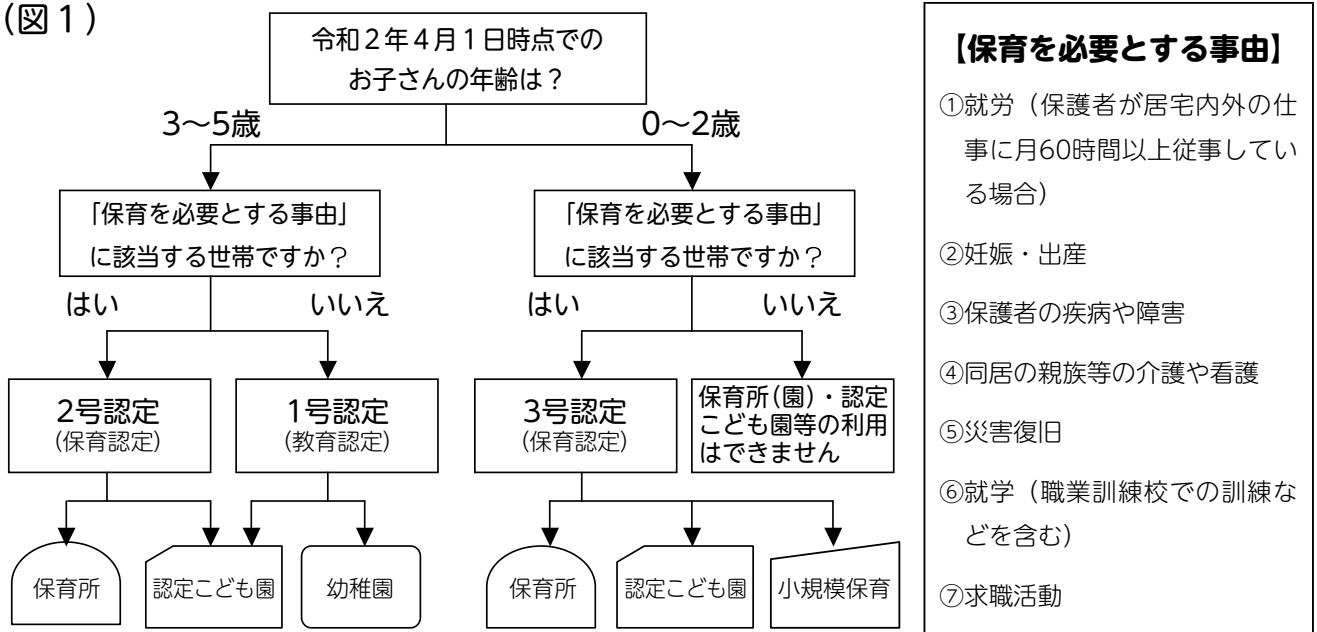 (図１)
令和２年４月１日時点での
お子さんの年齢は？
3〜5歳
0〜2歳
「保育を必要とする事由」
に該当する世帯ですか？
「保育を必要とする事由」
に該当する世帯ですか？
はい
いいえ
はい
いいえ
2号認定
(保育認定)
1号認定
(教育認定)
3号認定
(保育認定)
保育所(園)・認定
こども園等の利用
はできません
保育所
認定こども園
幼稚園
保育所
認定こども園
小規模保育
【保育を必要とする事由】
①就労（保護者が居宅内外の仕
事に月60時間以上従事してい
る場合）
②妊娠・出産
③保護者の疾病や障害
④同居の親族等の介護や看護
⑤災害復旧
⑥就学（職業訓練校での訓練な
どを含む）
⑦求職活動